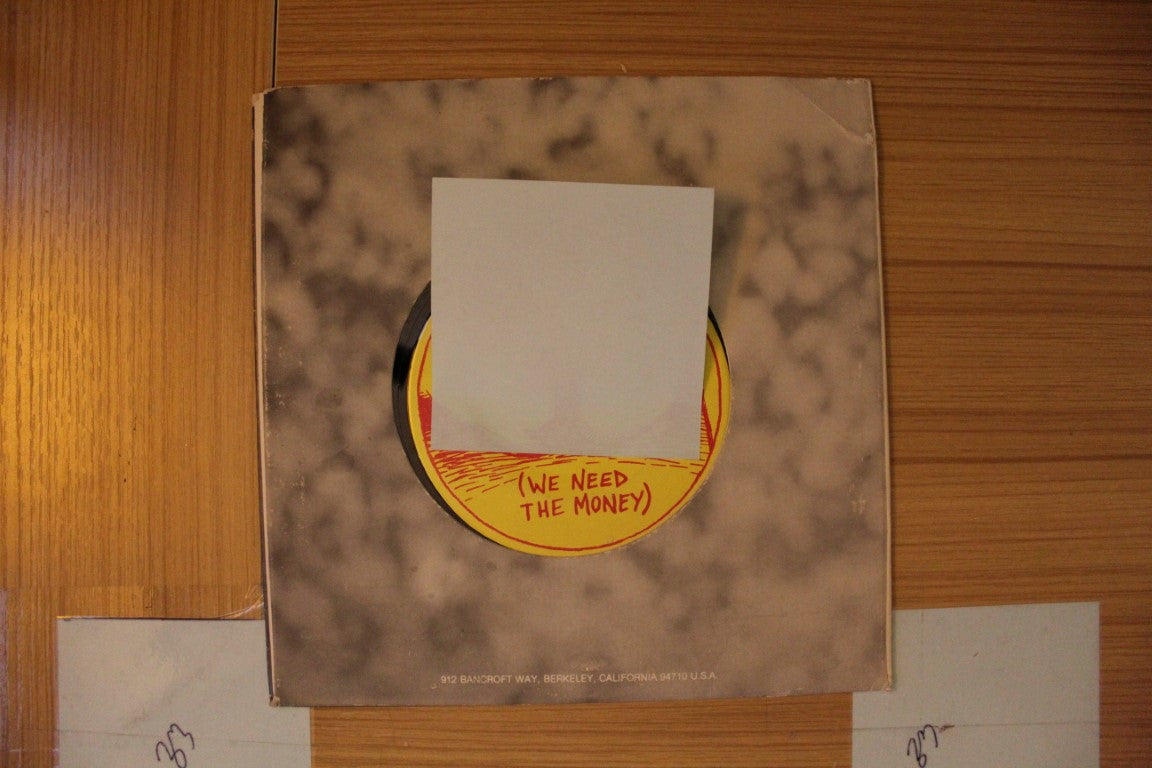 (WE NEED
THE MONEY)
912 BANCROFT WAY, BERKELEY, CALIFORNIA 94710 U.S.A.